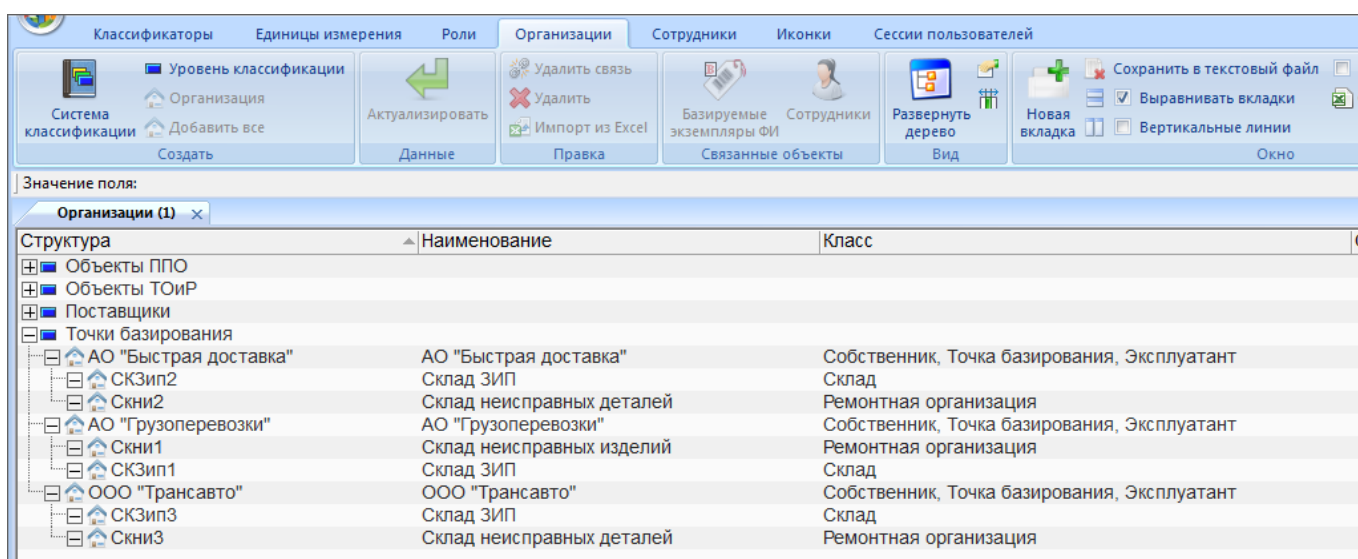 Классификаторы Единицы измерения Роли Организации Сотрудники Иконки Сессии пользователей
Уровень классификации Удалить связь Сохранить в текстовый файл
Организация Удалить Выравнивать вкладки
Система классификации Добавить все Актуализировать Импорт из Excel Базируемые экземпляры ФИ Сотрудники Развернуть дерево Новая вкладка Вертикальные линии
Создать Данные Правка Связанные объекты Вид Окно
Значение поля:
Организации (1)
Структура Наименование Класс
Объекты ППО
Объекты ТОиР
Поставщики
Точки базирования
АО "Быстрая доставка" АО "Быстрая доставка" Собственник, Точка базирования, Эксплуатант
СКЗип2 Склад ЗИП Склад
Скни2 Склад неисправных деталей Ремонтная организация
АО "Грузоперевозки" АО "Грузоперевозки" Собственник, Точка базирования, Эксплуатант
Скни1 Склад неисправных изделий Ремонтная организация
СКЗип1 Склад ЗИП Склад
ООО "Трансавто" ООО "Трансавто" Собственник, Точка базирования, Эксплуатант
СКЗип3 Склад ЗИП Склад
Скни3 Склад неисправных деталей Ремонтная организация